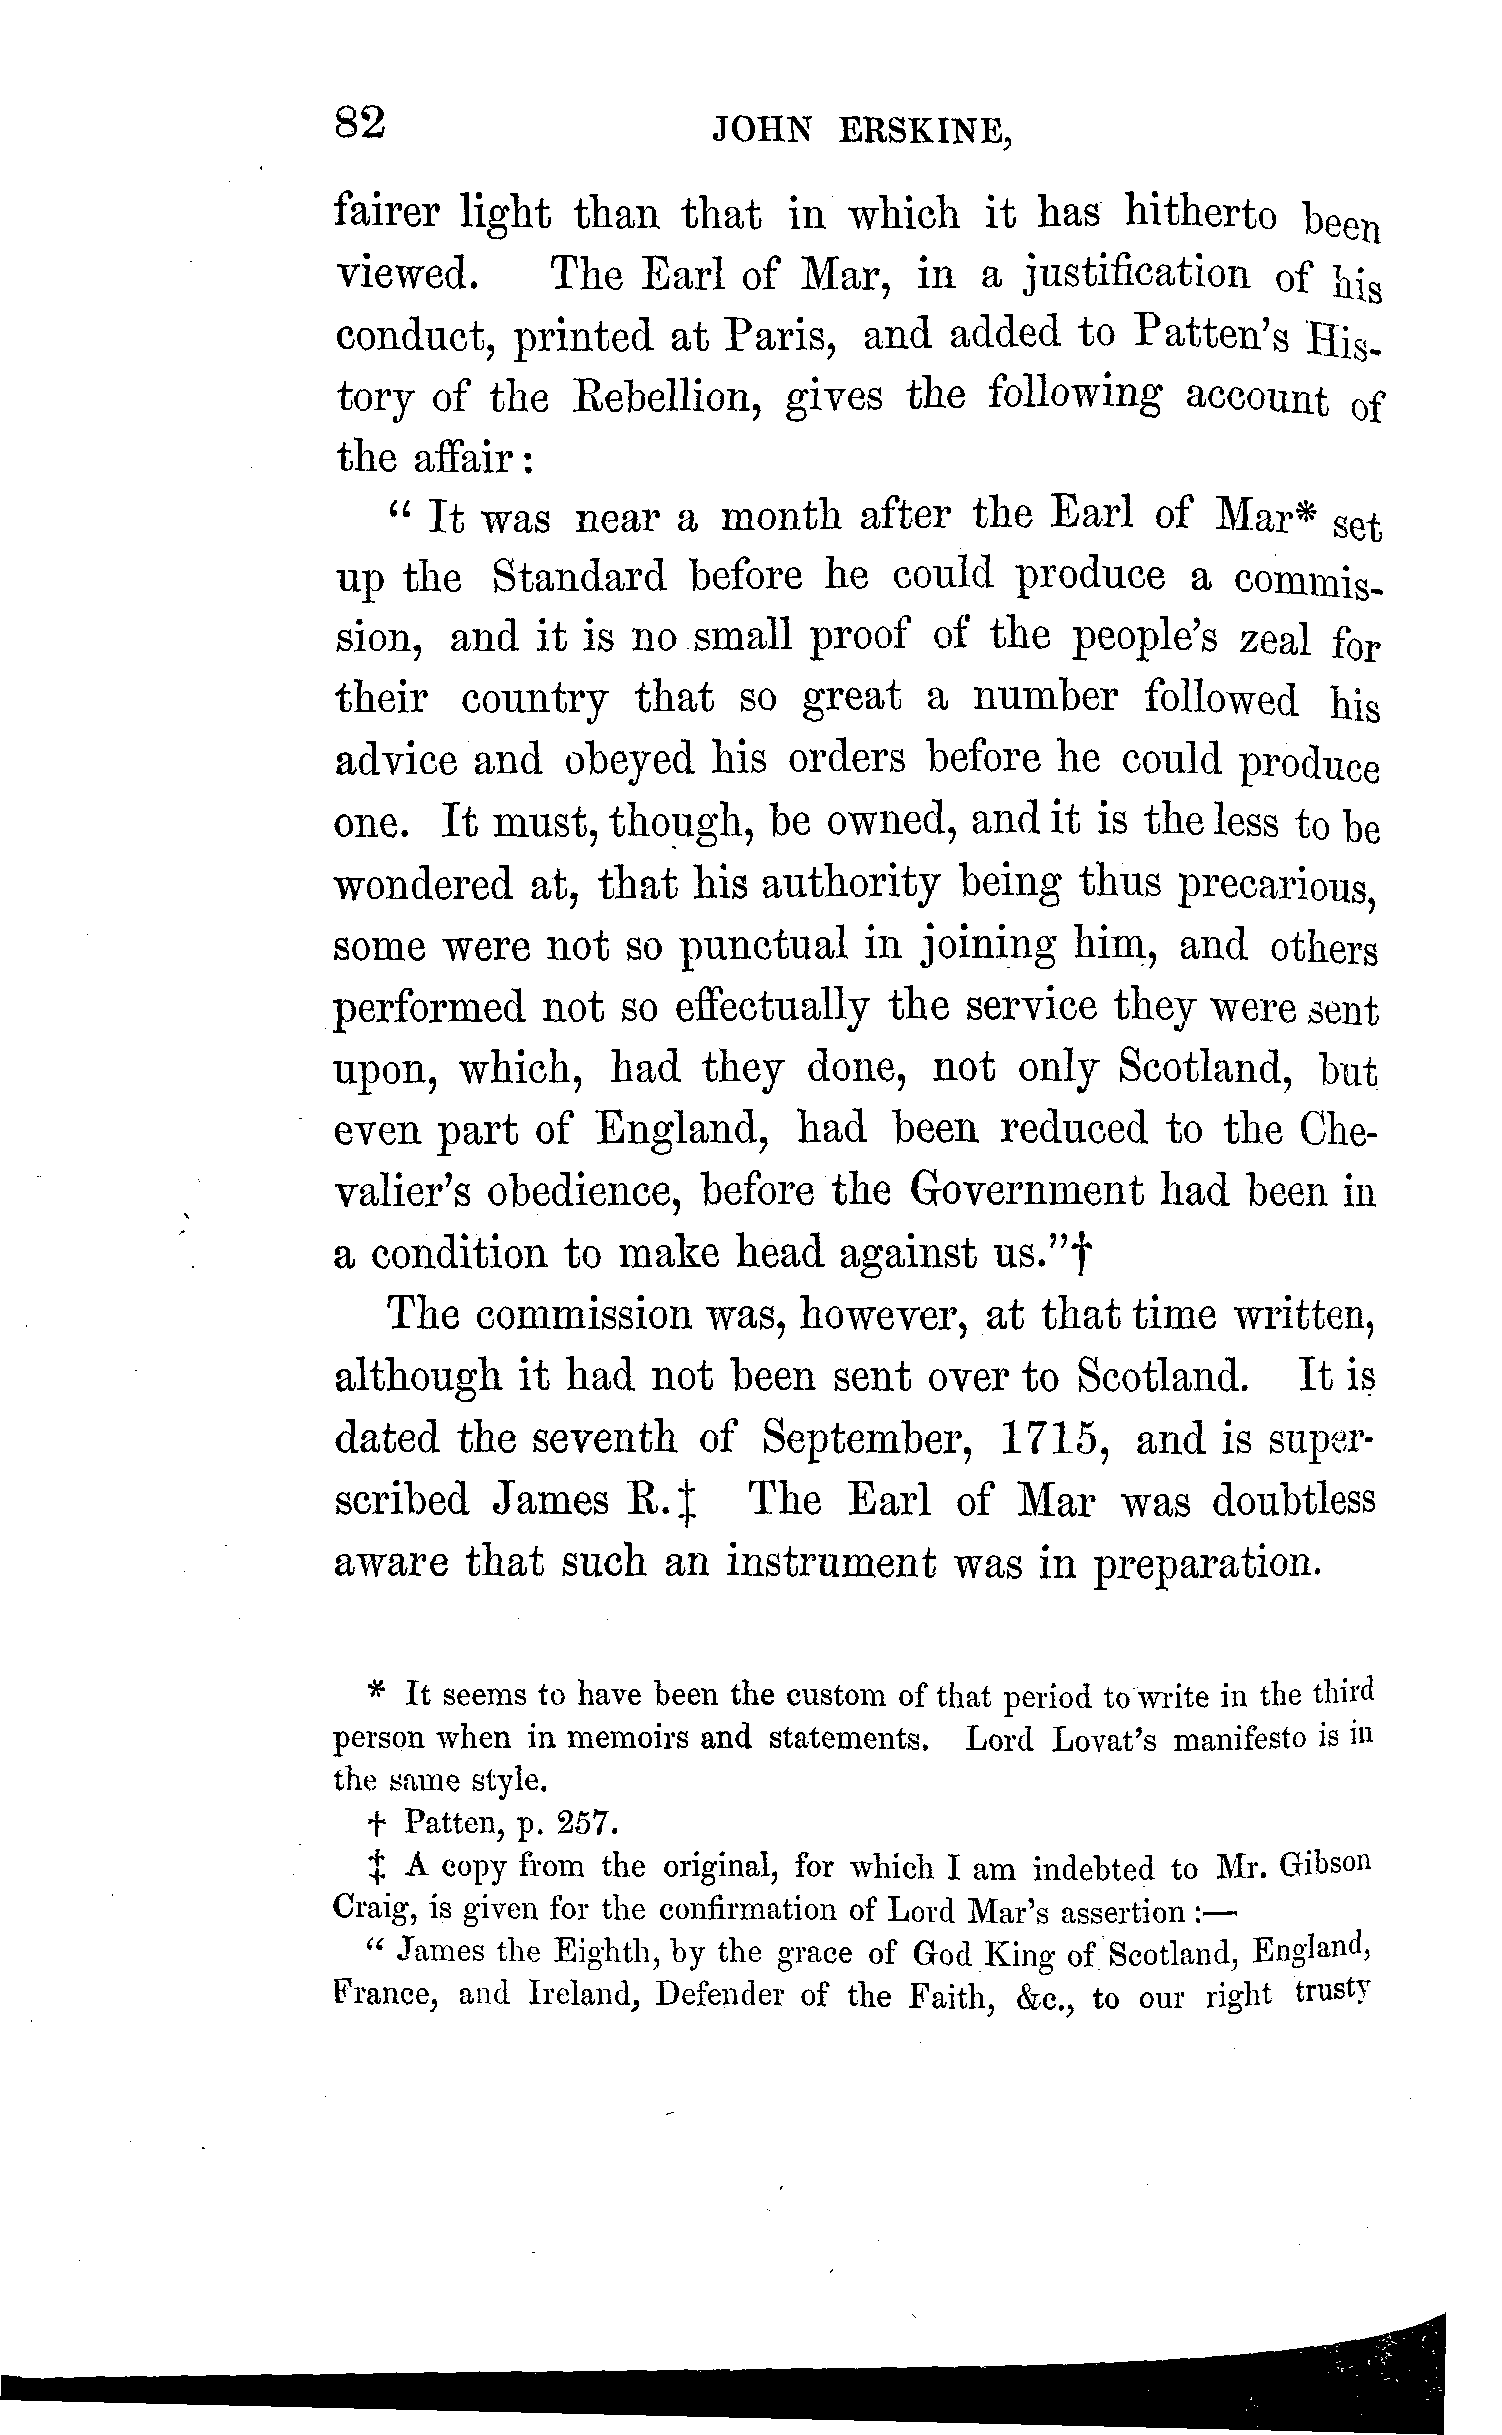 82 JOHN ERSKINE,
fairer light than that in which it has hitherto been
viewed. The Earl of Mar, in a justification of his
conduct, printed at Paris, and added to Patten's His-
tory of the Rebellion, gives the following account of
the affair:
" It was near a month after the Earl of Mar* set
up the Standard before he could produce a commis-
sion, and it is no small proof of the people's zeal for
their country that so great a number followed his
advice and obeyed his orders before he could produce
one. It must, though, be owned, and it is the less to be
wondered at, that his authority being thus precarious,
some were not so punctual in joining him, and others
performed not so effectually the service they were sent
upon, which, had they done, not only Scotland, but
even part of England, had been reduced to the Che-
valier's obedience, before the Government had been in
a condition to make head against us."†
The commission was, however, at that time written,
although it had not been sent over to Scotland. It is
dated the seventh of September, 1715, and is super-
scribed James R.‡ The Earl of Mar was doubtless
aware that such an instrument was in preparation.
* It seems to have been the custom of that period to write in the third
person when in memoirs and statements. Lord Lovat's manifesto is in
the same style.
† Patten, p. 257.
‡ A copy from the original, for which I am indebted to Mr. Gibson
Craig, is given for the confirmation of Lord Mar's assertion:—
" James the Eighth, by the grace of God King of Scotland, England,
France, and Ireland, Defender of the Faith, &c., to our right trusty